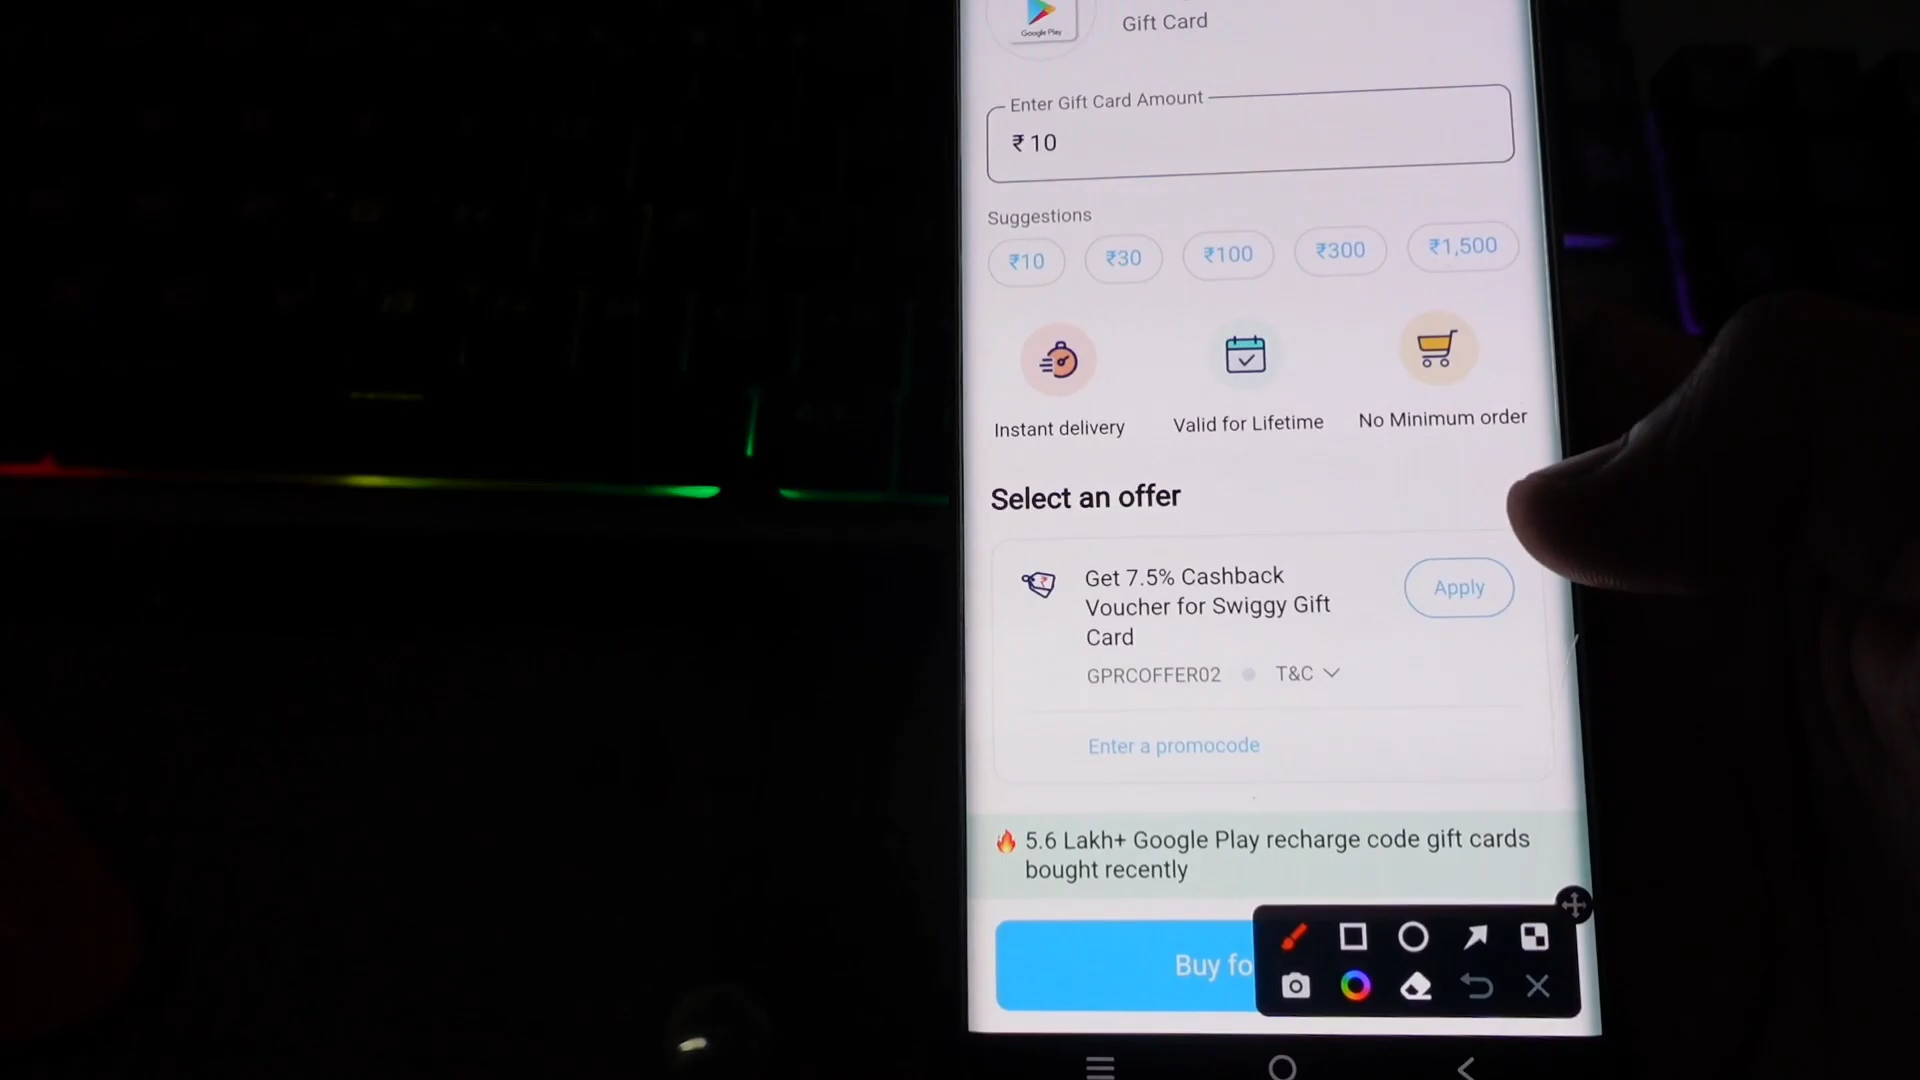 Google Play
Gift Card
Enter Gift Card Amount
₹ 10
Suggestions
₹10 ₹30 ₹100 ₹300 ₹1,500
Instant delivery Valid for Lifetime No Minimum order
Select an offer
Get 7.5% Cashback
Voucher for Swiggy Gift
Card
Apply
GPRCOFFER02 T&C
Enter a promocode
🔥 5.6 Lakh+ Google Play recharge code gift cards
bought recently
Buy fo